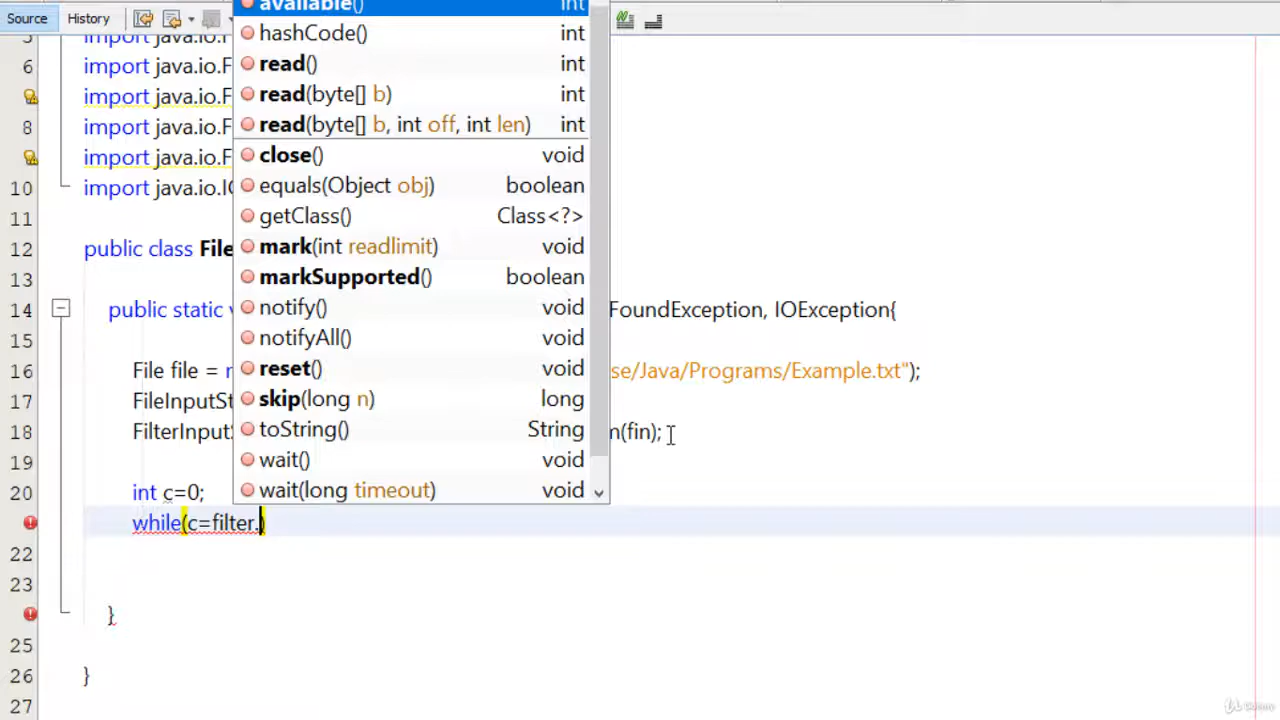 Source History
available() int
5 import java.io.F
hashCode() int
6 import java.io.F
read() int
import java.io.F
read(byte[] b) int
8 import java.io.F
read(byte[] b, int off, int len) int
import java.io.F
close() void
10 import java.io.IO
equals(Object obj) boolean
11
getClass() Class<?>
12 public class File
mark(int readlimit) void
13
markSupported() boolean
14 public static v FoundException, IOException{
notify() void
15
notifyAll() void
16 File file = n se/Java/Programs/Example.txt");
reset() void
17 FileInputSt
skip(long n) long
18 FilterInputS m(fin);
toString() String
19
wait() void
20 int c=0;
wait(long timeout) void
while(c=filter.)
22
23
}
25
26 }
27
Udemy